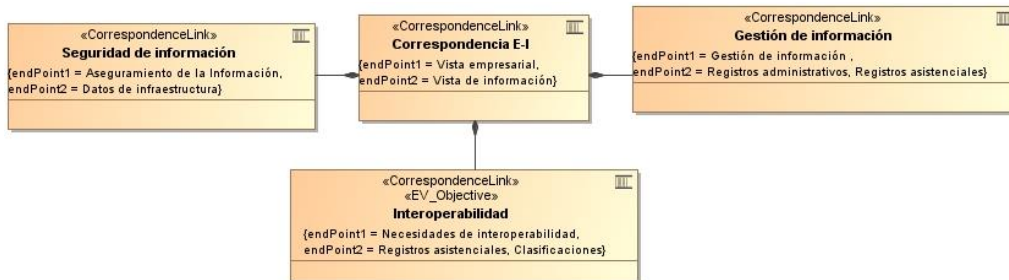 «CorrespondenceLink»
Seguridad de información
{endPoint1 = Aseguramiento de la Información,
endPoint2 = Datos de infraestructura}
«CorrespondenceLink»
Correspondencia E-I
{endPoint1 = Vista empresarial,
endPoint2 = Vista de información}
«CorrespondenceLink»
Gestión de información
{endPoint1 = Gestión de información ,
endPoint2 = Registros administrativos, Registros asistenciales}
«CorrespondenceLink»
«EV_Objective»
Interoperabilidad
{endPoint1 = Necesidades de interoperabilidad,
endPoint2 = Registros asistenciales, Clasificaciones}